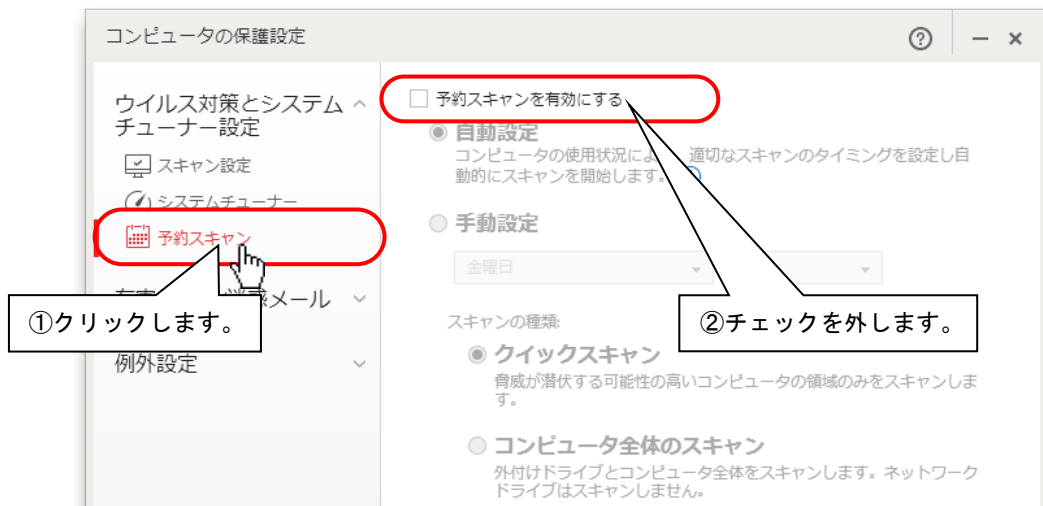 コンピュータの保護設定
ウイルス対策とシステム
チューナー設定
スキャン設定
システムチューナー
予約スキャン
メール
例外設定
①クリックします。
予約スキャンを有効にする
自動設定
コンピュータの使用状況によ 適切なスキャンのタイミングを設定し自
動的にスキャンを開始します。
手動設定
金曜日
②チェックを外します。
スキャンの種類:
クイックスキャン
脅威が潜伏する可能性の高いコンピュータの領域のみをスキャンしま
す。
コンピュータ全体のスキャン
外付けドライブとコンピュータ全体をスキャンします。ネットワーク
ドライブはスキャンしません。